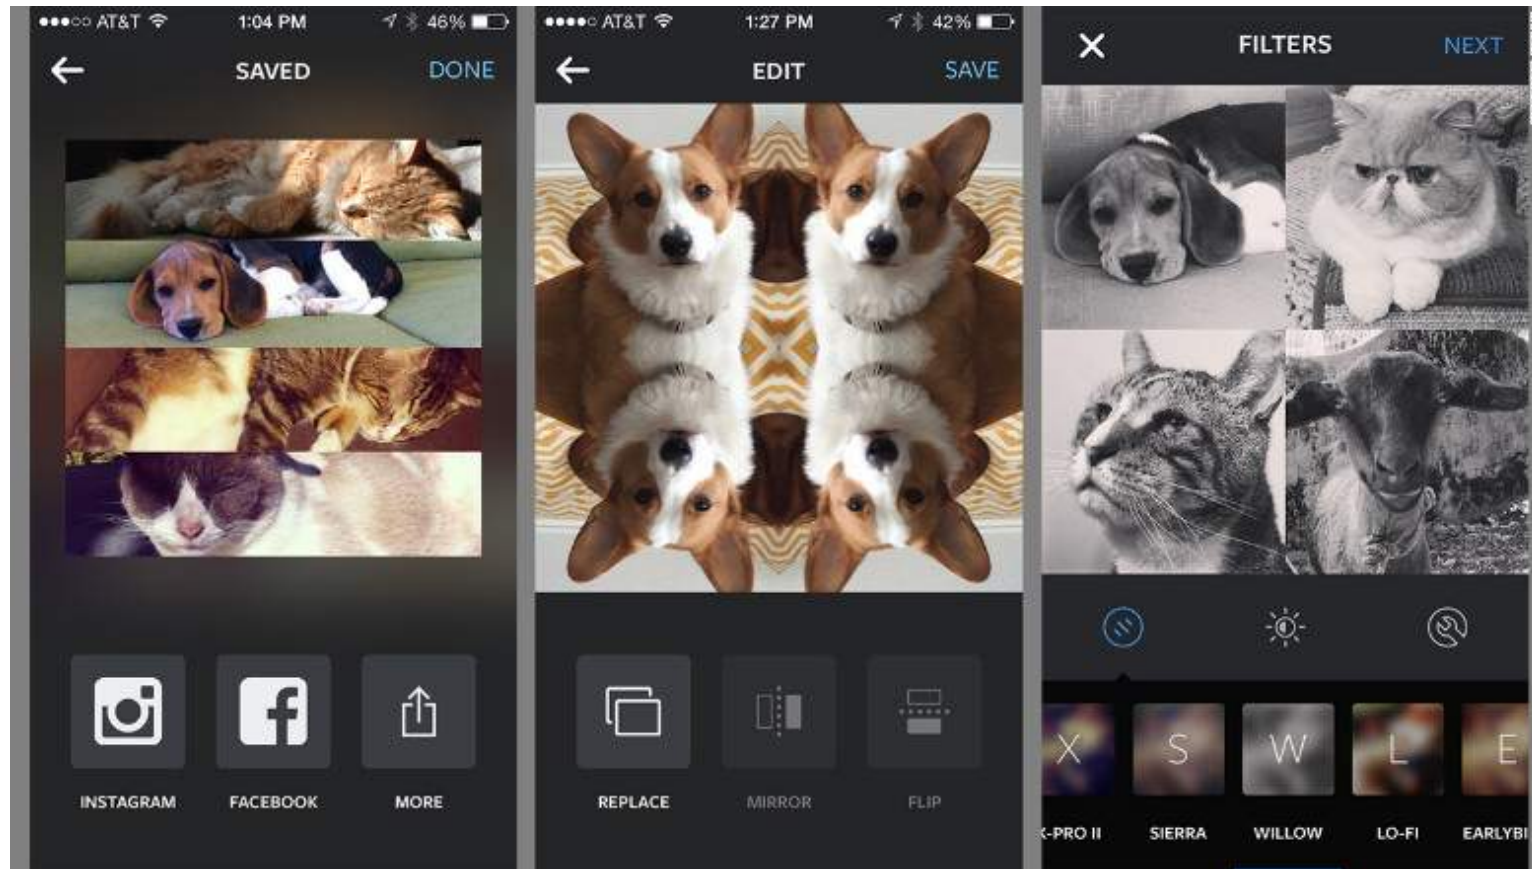 AT&T 1:04 PM 46%
SAVED DONE
INSTAGRAM FACEBOOK MORE
AT&T 1:27 PM 42%
EDIT SAVE
REPLACE MIRROR FLIP
FILTERS NEXT
X S W L E
X-PRO II SIERRA WILLOW LO-FI EARLYBI